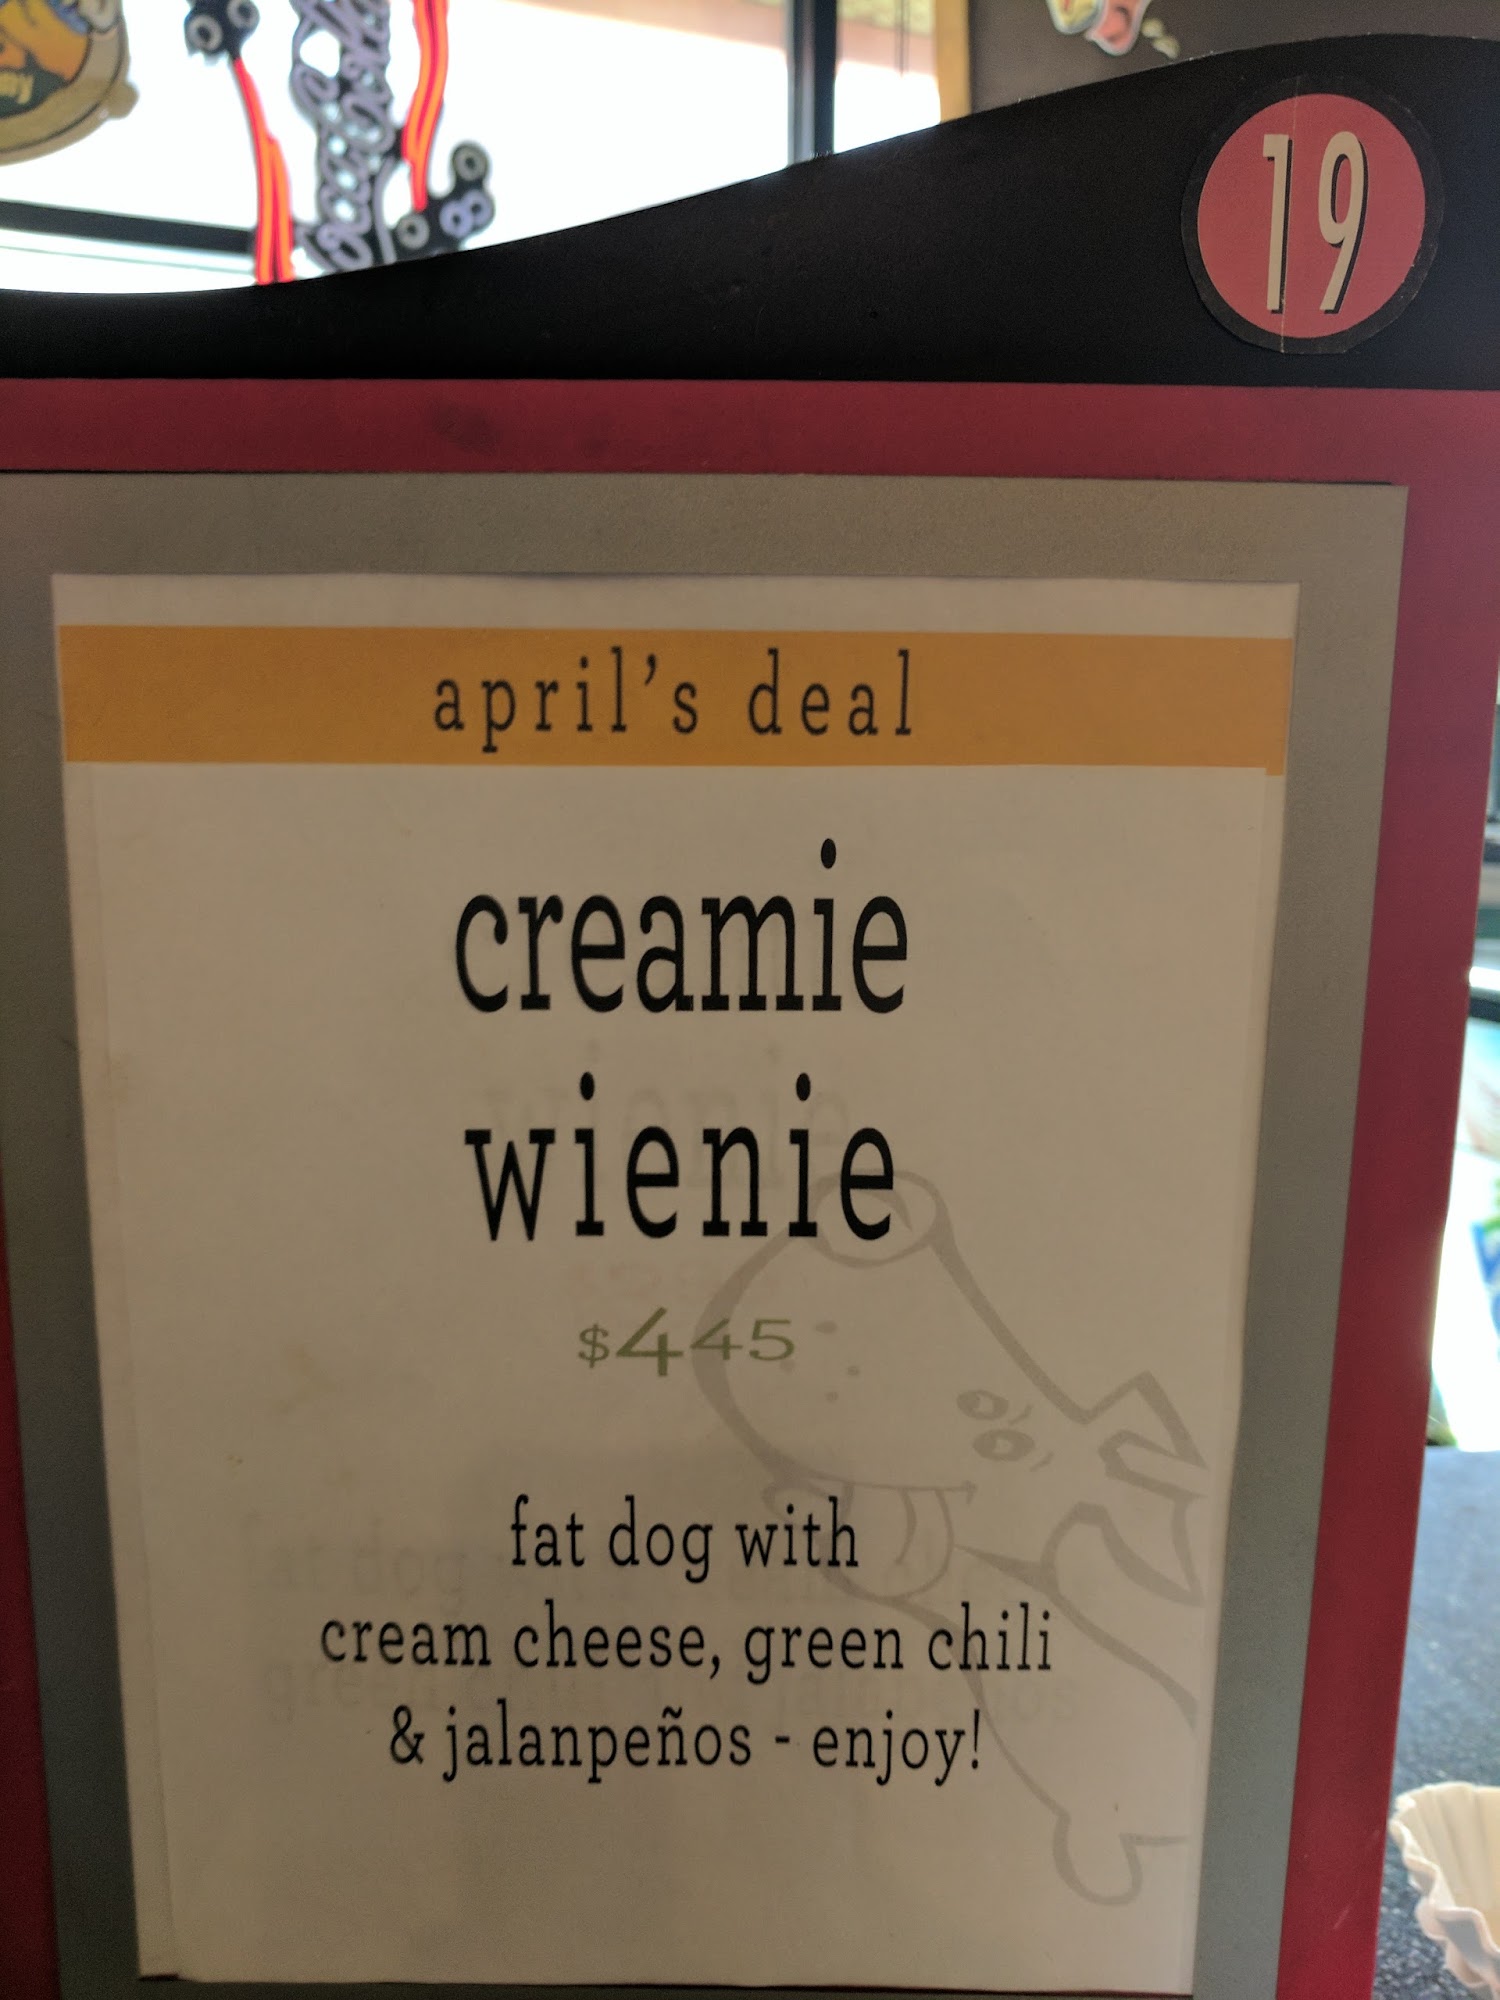 19
april's deal
creamie
wienie
$445
fat dog with
cream cheese, green chili
& jalanpeños - enjoy!